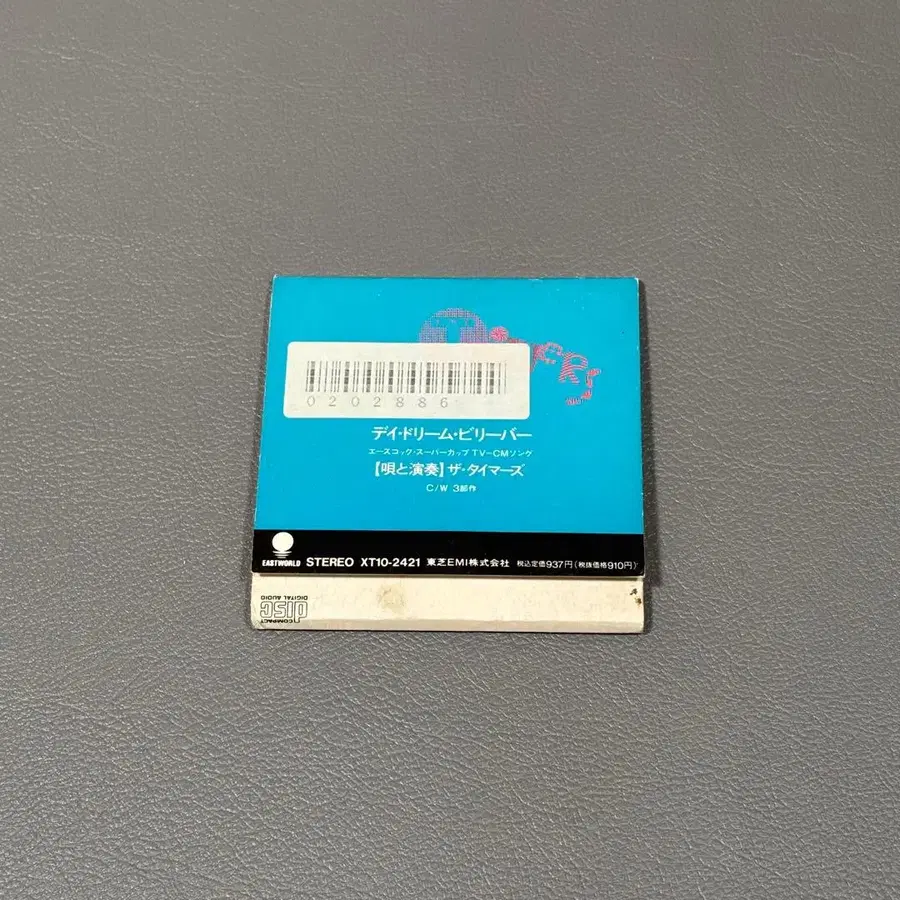 TIMERS
0202886
デイ・ドリーム・ビリーバー
エースコック・スーパーカップ TV-CMソング
【唄と演奏】ザ・タイマーズ
C/W 3部作
EASTWORLD STEREO XT10-2421 東芝EMI株式会社 税込定価937円(税抜価格910円)
COMPACT
disc
DIGITAL AUDIO